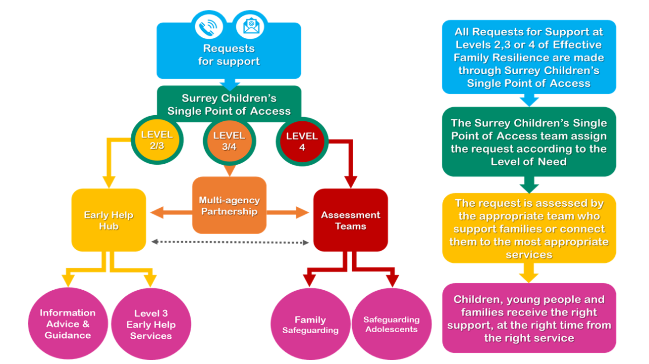 Requests
for support
Surrey Children's
Single Point of Access
LEVEL
2/3
LEVEL
3/4
LEVEL
4
Early Help
Hub
Multi-agency
Partnership
Assessment
Teams
Information
Advice &
Guidance
Level 3
Early Help
Services
Family
Safeguarding
Safeguarding
Adolescents
All Requests for Support at
Levels 2,3 or 4 of Effective
Family Resilience are made
through Surrey Children's
Single Point of Access
The Surrey Children's Single
Point of Access team assign
the request according to the
Level of Need
The request is assessed by
the appropriate team who
support families or connect
them to the most appropriate
services
Children, young people and
families receive the right
support, at the right time from
the right service